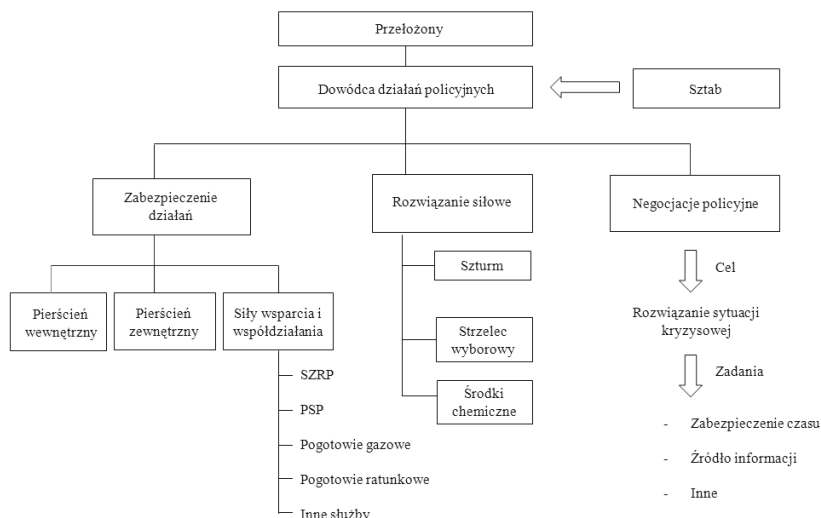 Przełożony
Dowódca działań policyjnych
Sztab
Zabezpieczenie
działań
Rozwiązanie siłowe
Negocjacje policyjne
Pierścień
wewnętrzny
Pierścień
zewnętrzny
Siły wsparcia i
współdziałania
SZRP
PSP
Pogotowie gazowe
Pogotowie ratunkowe
Inne służby
Szturm
Strzelec
wyborowy
Środki
chemiczne
Cel
Rozwiązanie sytuacji
kryzysowej
Zadania
- Zabezpieczenie czasu
- Źródło informacji
- Inne